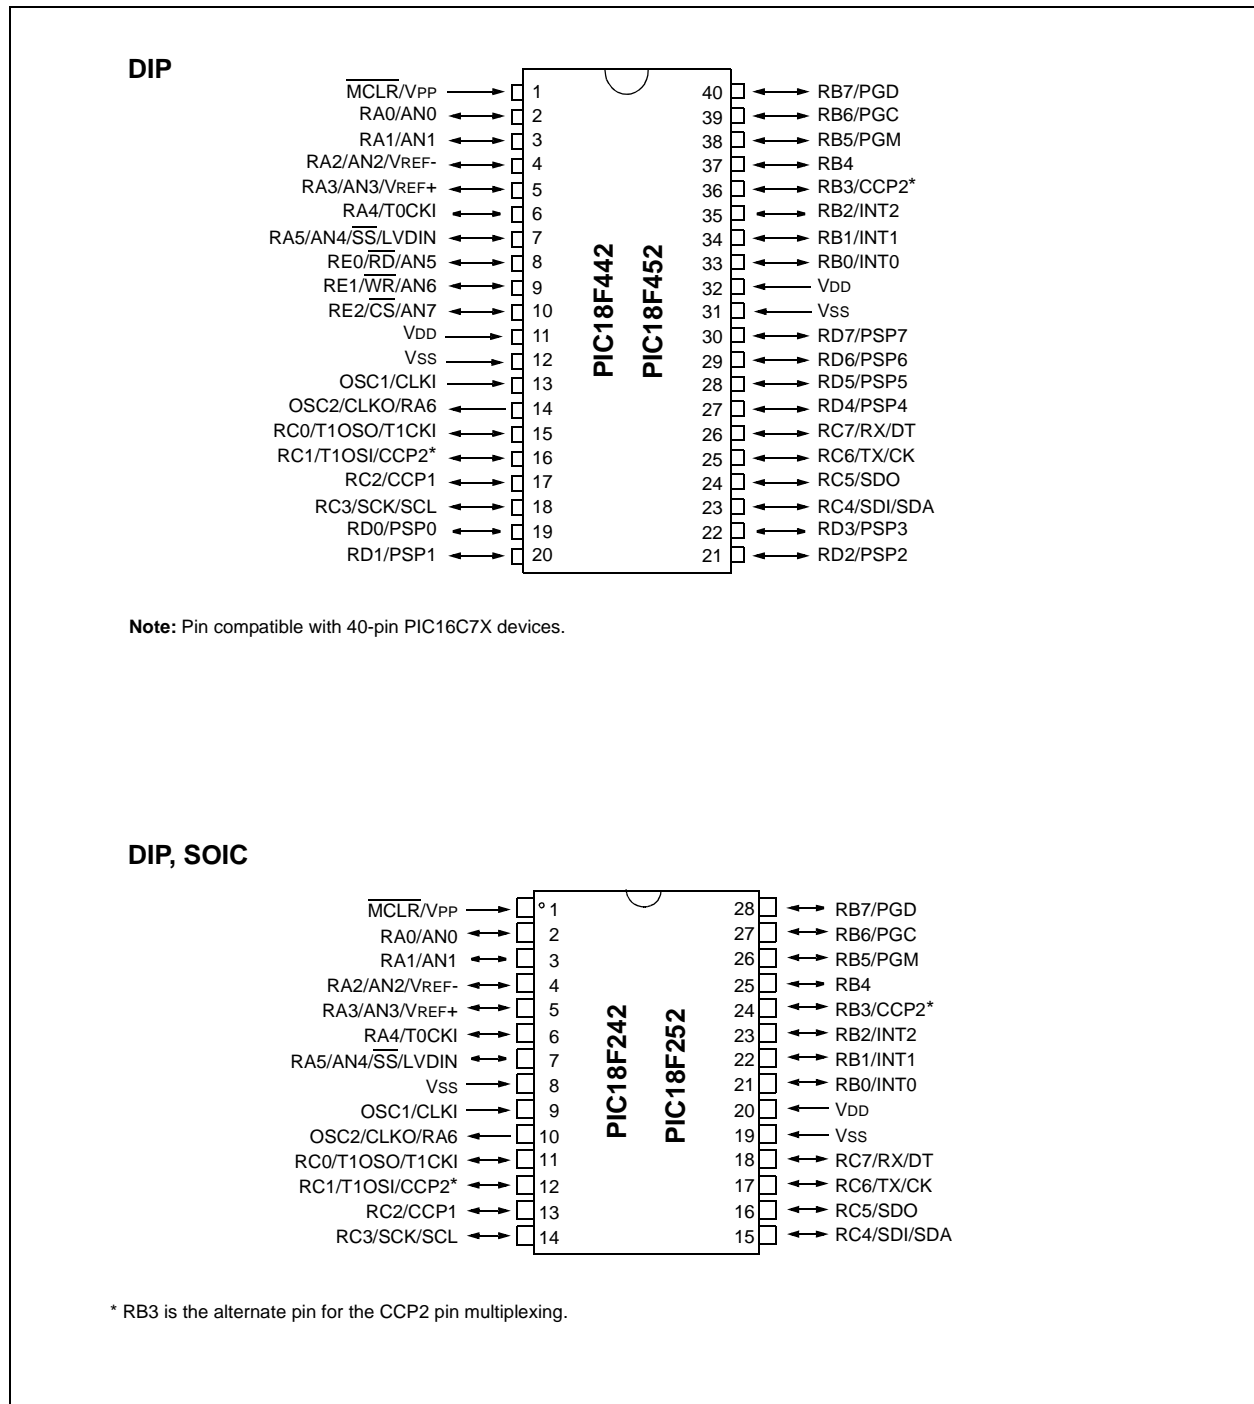 DIP
MCLR/VPP 1 40 RB7/PGD
RA0/AN0 2 39 RB6/PGC
RA1/AN1 3 38 RB5/PGM
RA2/AN2/VREF- 4 37 RB4
RA3/AN3/VREF+ 5 36 RB3/CCP2*
RA4/T0CKI 6 35 RB2/INT2
RA5/AN4/SS/LVDIN 7 34 RB1/INT1
RE0/RD/AN5 8 33 RB0/INT0
RE1/WR/AN6 9 32 VDD
RE2/CS/AN7 10 31 VSS
VDD 11 30 RD7/PSP7
VSS 12 29 RD6/PSP6
OSC1/CLKI 13 28 RD5/PSP5
OSC2/CLKO/RA6 14 27 RD4/PSP4
RC0/T1OSO/T1CKI 15 26 RC7/RX/DT
RC1/T1OSI/CCP2* 16 25 RC6/TX/CK
RC2/CCP1 17 24 RC5/SDO
RC3/SCK/SCL 18 23 RC4/SDI/SDA
RD0/PSP0 19 22 RD3/PSP3
RD1/PSP1 20 21 RD2/PSP2
PIC18F442
PIC18F452
Note: Pin compatible with 40-pin PIC16C7X devices.
DIP, SOIC
MCLR/VPP 1 28 RB7/PGD
RA0/AN0 2 27 RB6/PGC
RA1/AN1 3 26 RB5/PGM
RA2/AN2/VREF- 4 25 RB4
RA3/AN3/VREF+ 5 24 RB3/CCP2*
RA4/T0CKI 6 23 RB2/INT2
RA5/AN4/SS/LVDIN 7 22 RB1/INT1
VSS 8 21 RB0/INT0
OSC1/CLKI 9 20 VDD
OSC2/CLKO/RA6 10 19 VSS
RC0/T1OSO/T1CKI 11 18 RC7/RX/DT
RC1/T1OSI/CCP2* 12 17 RC6/TX/CK
RC2/CCP1 13 16 RC5/SDO
RC3/SCK/SCL 14 15 RC4/SDI/SDA
PIC18F242
PIC18F252
* RB3 is the alternate pin for the CCP2 pin multiplexing.